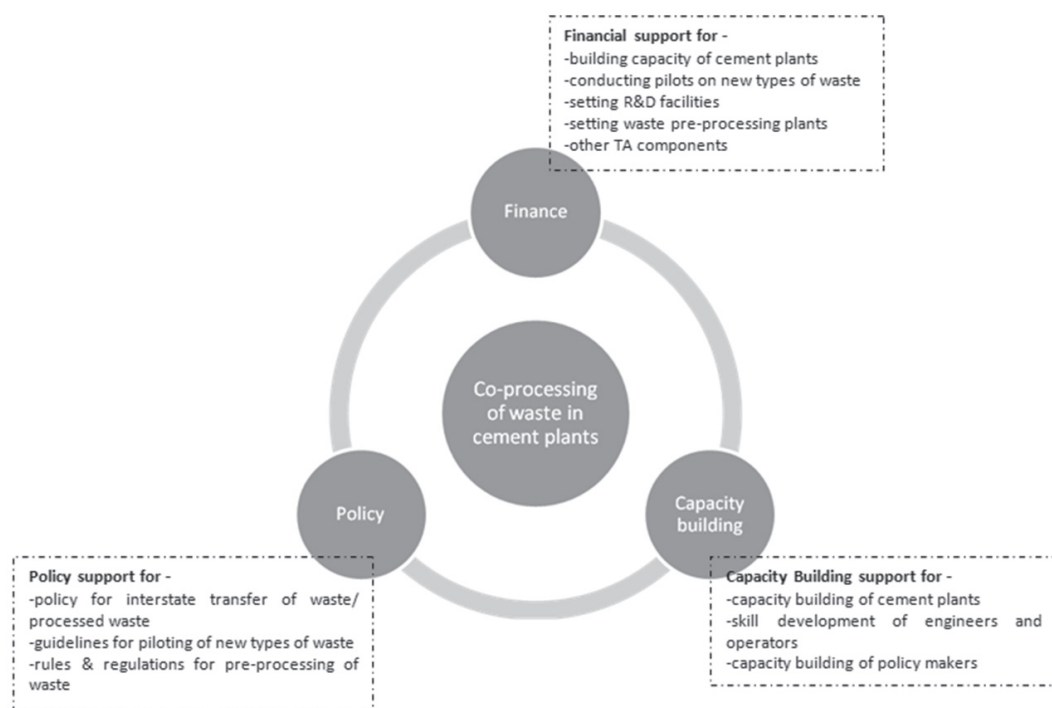 Financial support for -
-building capacity of cement plants
-conducting pilots on new types of waste
-setting R&D facilities
-setting waste pre-processing plants
-other TA components
Finance
Co-processing
of waste in
cement plants
Policy
Capacity
building
Policy support for -
-policy for interstate transfer of waste/
processed waste
-guidelines for piloting of new types of waste
-rules & regulations for pre-processing of
waste
Capacity Building support for -
-capacity building of cement plants
-skill development of engineers and
operators
-capacity building of policy makers